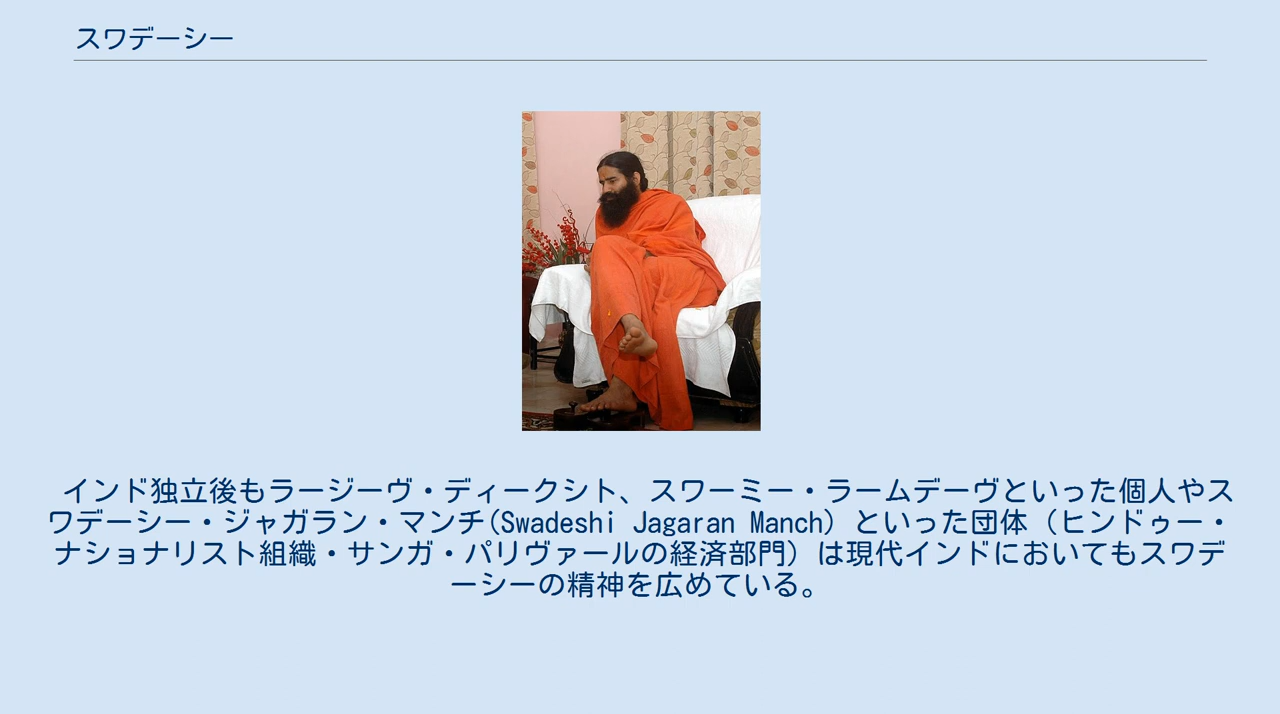 スワデーシー
インド独立後もラージーヴ・ディークシト、スワーミー・ラームデーヴといった個人やス
ワデーシー・ジャガラン・マンチ(Swadeshi Jagaran Manch) といった団体（ヒンドゥー・
ナショナリスト組織・サンガ・パリヴァールの経済部門）は現代インドにおいてもスワデ
ーシーの精神を広めている。